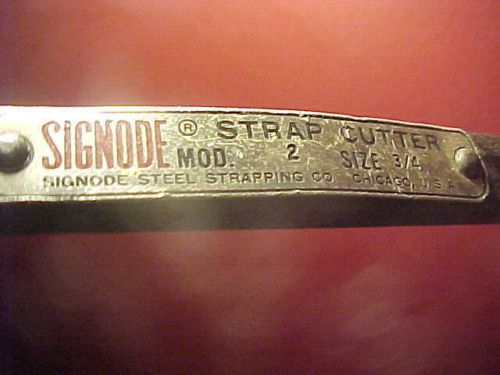 SIGNODE ® STRAP CUTTER
MOD. 2 SIZE 3/4
SIGNODE STEEL STRAPPING CO. CHICAGO, U.S.A.